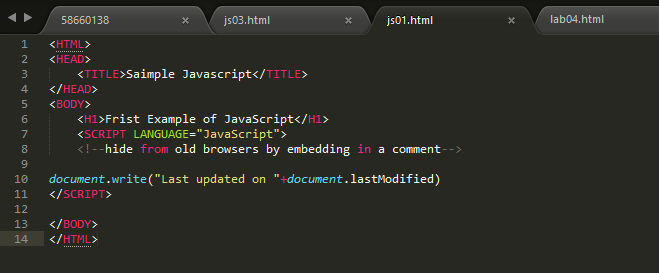 58660138 × js03.html × js01.html × lab04.html
1 <HTML>
2 <HEAD>
3 <TITLE>Saimple Javascript</TITLE>
4 </HEAD>
5 <BODY>
6 <H1>Frist Example of JavaScript</H1>
7 <SCRIPT LANGUAGE="JavaScript">
8 <!--hide from old browsers by embedding in a comment-->
9
10 document.write("Last updated on "+document.lastModified)
11 </SCRIPT>
12
13 </BODY>
14 </HTML>